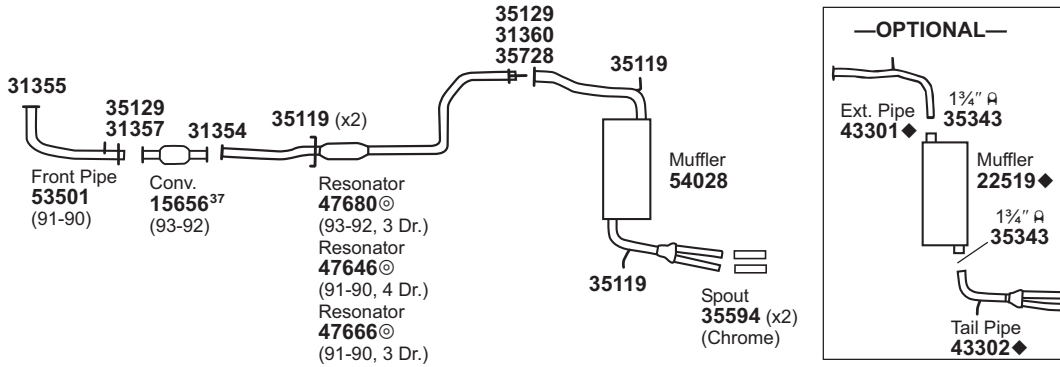 31355
35129
31357
31354
35119 (x2)
35129
31360
35728
35119
Front Pipe
53501
(91-90)
Conv.
15656³⁷
(93-92)
Resonator
47680◎
(93-92, 3 Dr.)
Resonator
47646◎
(91-90, 4 Dr.)
Resonator
47666◎
(91-90, 3 Dr.)
Muffler
54028
35119
Spout
35594 (x2)
(Chrome)
—OPTIONAL—
Ext. Pipe
43301◆
1¾″
35343
Muffler
22519◆
1¾″
35343
Tail Pipe
43302◆